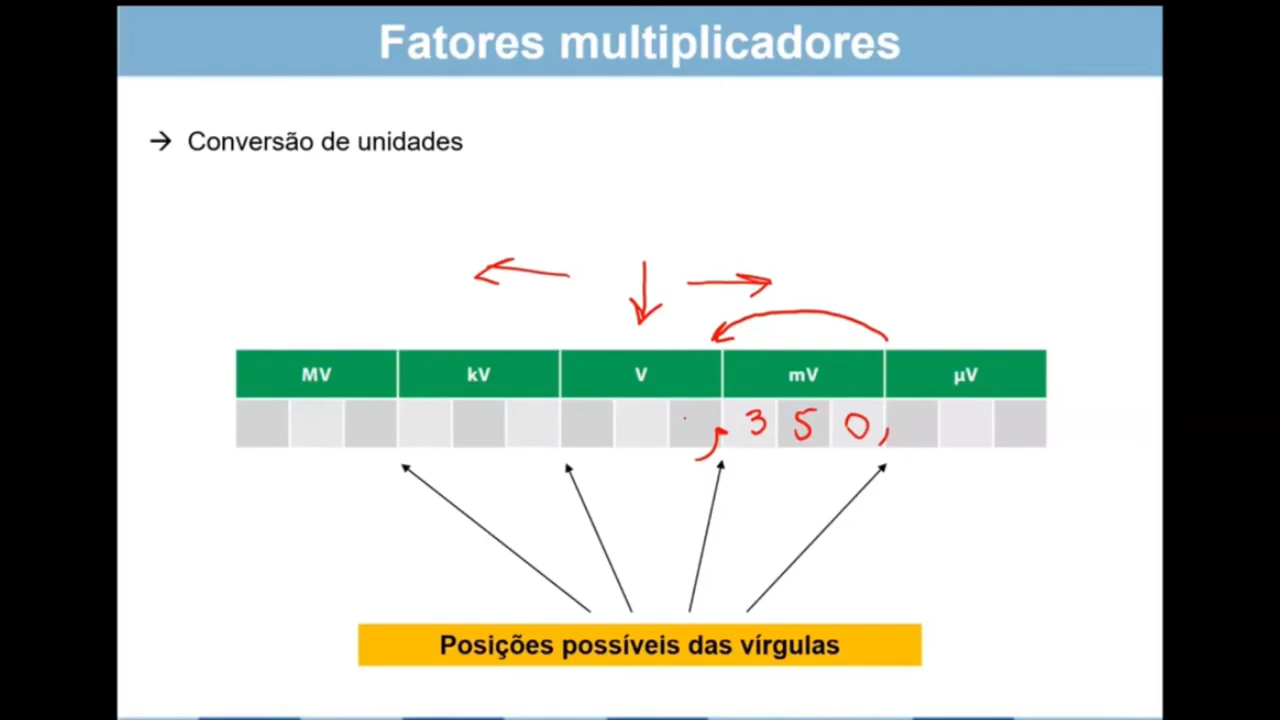 Fatores multiplicadores
→ Conversão de unidades
MV kV V mV µV
, 3 5 0,
Posições possíveis das vírgulas